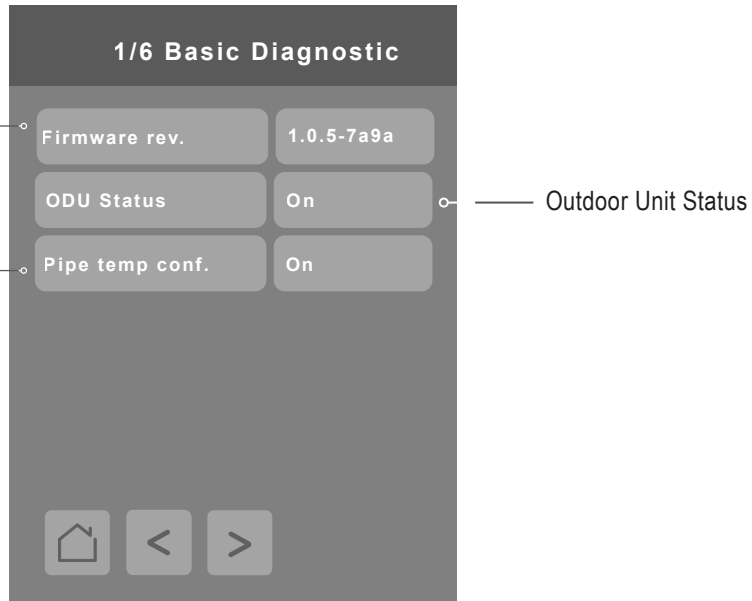 1/6 Basic Diagnostic
Firmware rev. 1.0.5-7a9a
ODU Status On
Outdoor Unit Status
Pipe temp conf. On
< >